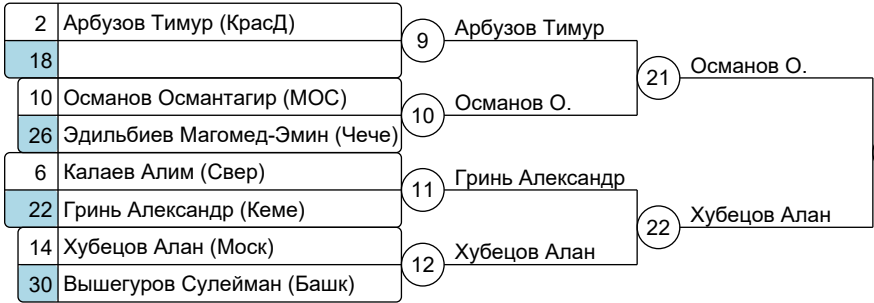 2 Арбузов Тимур (КрасД)
18
9 Арбузов Тимур
10 Османов Османтагир (МОС)
26 Эдильбиев Магомед-Эмин (Чече)
10 Османов О.
21 Османов О.
6 Калаев Алим (Свер)
22 Гринь Александр (Кеме)
11 Гринь Александр
14 Хубецов Алан (Моск)
30 Вышегуров Сулейман (Башк)
12 Хубецов Алан
22 Хубецов Алан